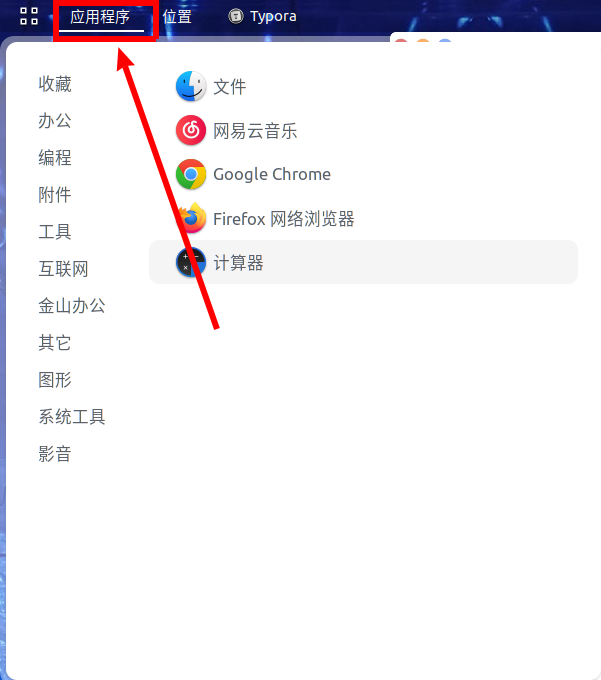 应用程序 位置 Typora
收藏
办公
编程
附件
工具
互联网
金山办公
其它
图形
系统工具
影音
文件
网易云音乐
Google Chrome
Firefox 网络浏览器
计算器